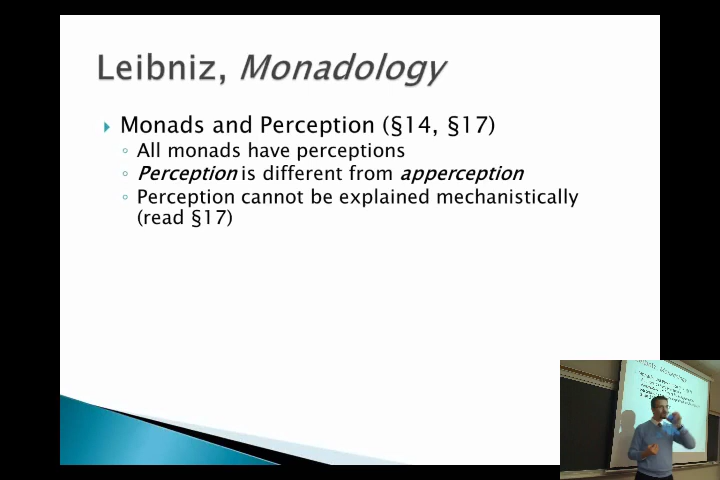 Leibniz, Monadology
Monads and Perception (§14, §17)
All monads have perceptions
Perception is different from apperception
Perception cannot be explained mechanistically
(read §17)